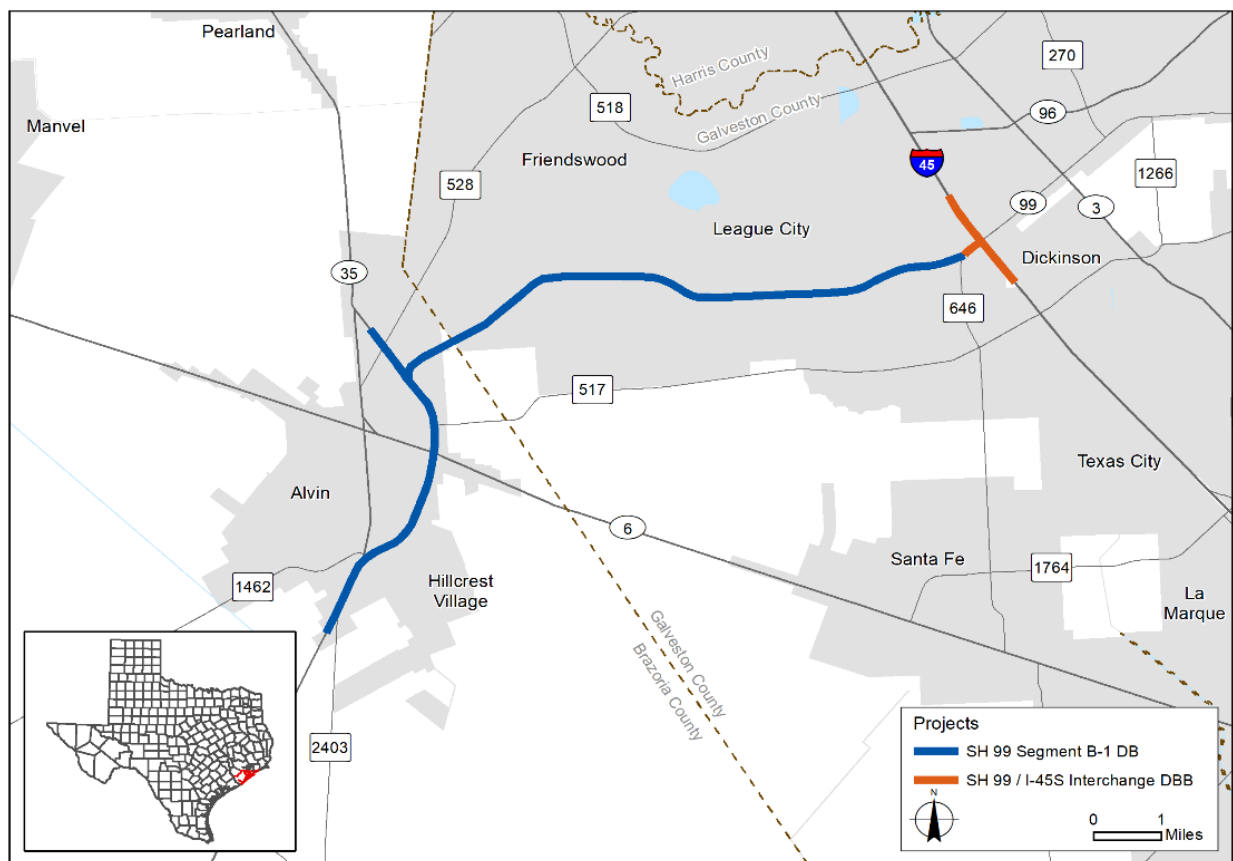 Pearland
270
Harris County
518
Galveston County
96
Manvel
Friendswood
45
1266
528
99
3
League City
Dickinson
35
646
517
Texas City
Alvin
6
Santa Fe
1764
1462
Hillcrest
Village
La
Marque
Galveston County
Brazoria County
2403
Projects
SH 99 Segment B-1 DB
SH 99 / I-45S Interchange DBB
N
0 1
Miles